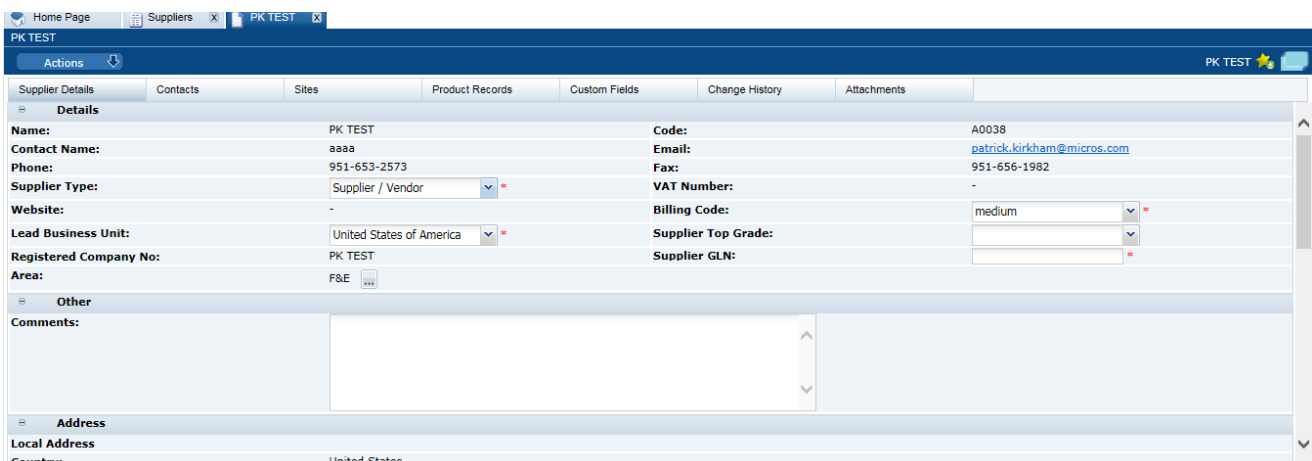 Home Page Suppliers X PK TEST X
PK TEST
Actions PK TEST
Supplier Details Contacts Sites Product Records Custom Fields Change History Attachments
Details
Name: PK TEST Code: A0038
Contact Name: aaaa Email: patrick.kirkham@micros.com
Phone: 951-653-2573 Fax: 951-656-1982
Supplier Type: Supplier / Vendor * VAT Number: -
Website: - Billing Code: medium *
Lead Business Unit: United States of America * Supplier Top Grade:
Registered Company No: PK TEST Supplier GLN: *
Area: F&E ...
Other
Comments:
Address
Local Address
Country: United States